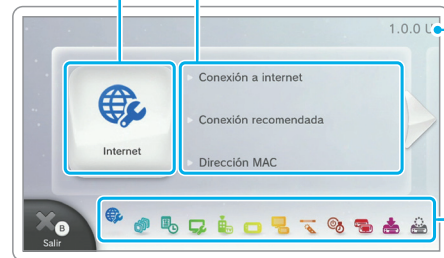 1.0.0 U
Conexión a internet
Conexión recomendada
Internet
Dirección MAC
B
Salir